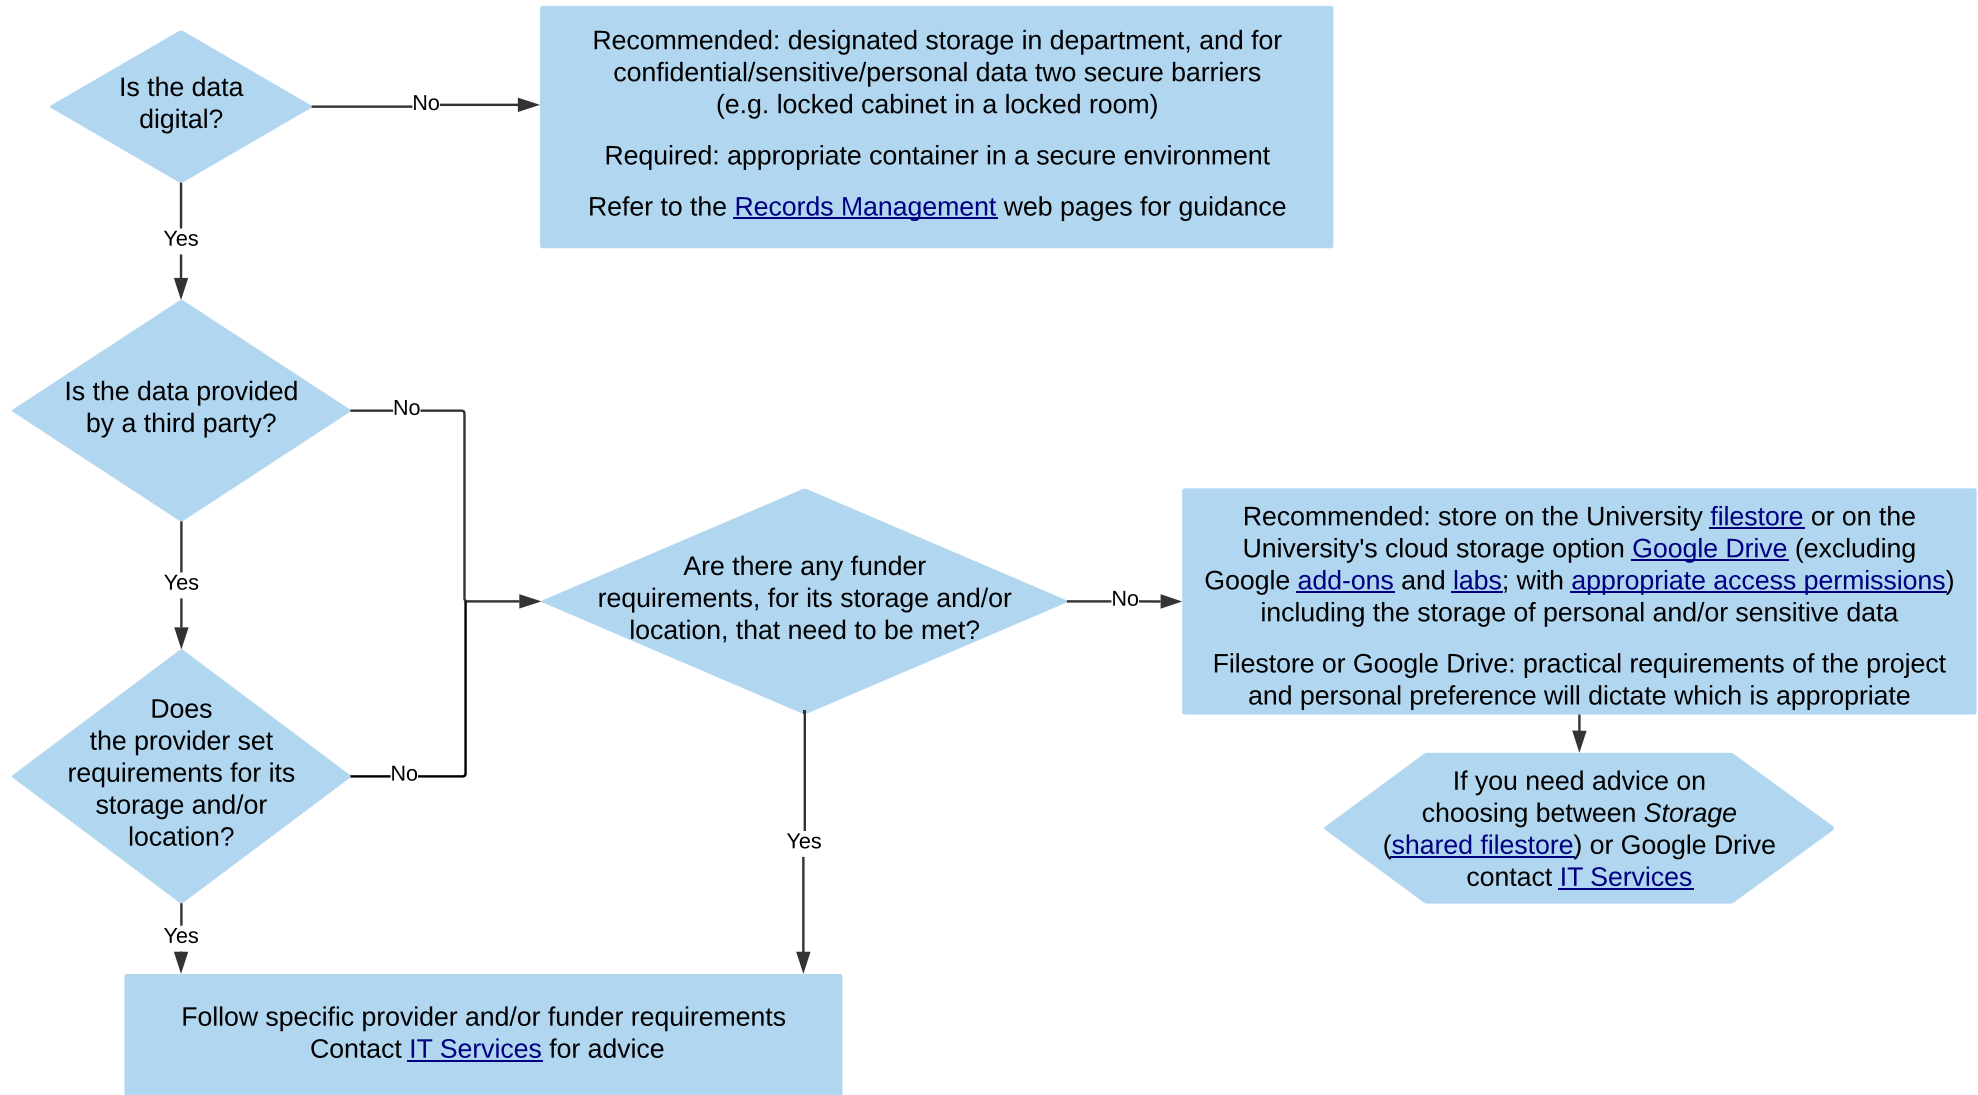 Is the data
digital?
No
Recommended: designated storage in department, and for
confidential/sensitive/personal data two secure barriers
(e.g. locked cabinet in a locked room)
Required: appropriate container in a secure environment
Refer to the Records Management web pages for guidance
Yes
Is the data provided
by a third party?
No
Yes
Does
the provider set
requirements for its
storage and/or
location?
No
Yes
Are there any funder
requirements, for its storage and/or
location, that need to be met?
No
Yes
Recommended: store on the University filestore or on the
University's cloud storage option Google Drive (excluding
Google add-ons and labs; with appropriate access permissions)
including the storage of personal and/or sensitive data
Filestore or Google Drive: practical requirements of the project
and personal preference will dictate which is appropriate
If you need advice on
choosing between Storage
(shared filestore) or Google Drive
contact IT Services
Follow specific provider and/or funder requirements
Contact IT Services for advice